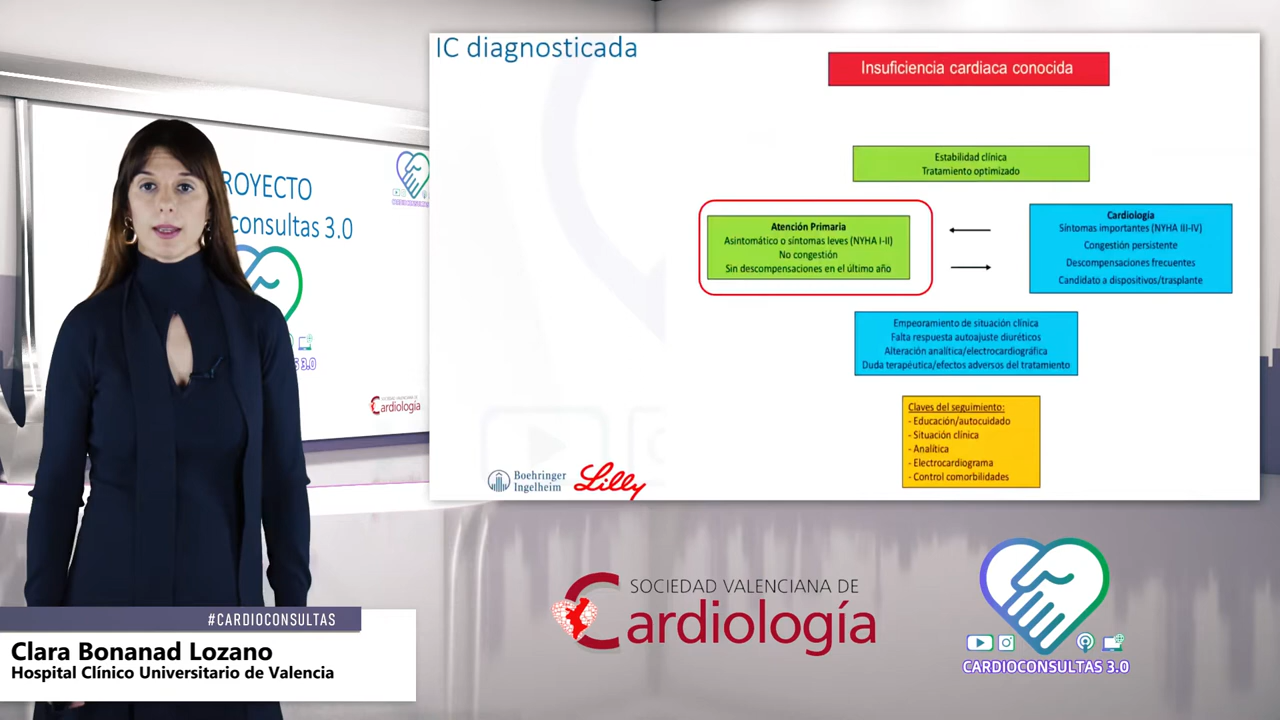 IC diagnosticada
Insuficiencia cardiaca conocida
Estabilidad clínica
Tratamiento optimizado
Atención Primaria
Asintomático o síntomas leves (NYHA I-II)
No congestión
Sin descompensaciones en el último año
Cardiología
Síntomas importantes (NYHA III-IV)
Congestión persistente
Descompensaciones frecuentes
Candidato a dispositivos/trasplante
Empeoramiento de situación clínica
Falta respuesta autoajuste diuréticos
Alteración analítica/electrocardiográfica
Duda terapéutica/efectos adversos del tratamiento
Claves del seguimiento:
- Educación/autocuidado
- Situación clínica
- Analítica
- Electrocardiograma
- Control comorbilidades
Boehringer
Ingelheim
Lilly
ROYECTO
consultas 3.0
S 3.0
Cardiología
SOCIEDAD VALENCIANA DE
Cardiología
CARDIOCONSULTAS 3.0
#CARDIOCONSULTAS
Clara Bonanad Lozano
Hospital Clínico Universitario de Valencia